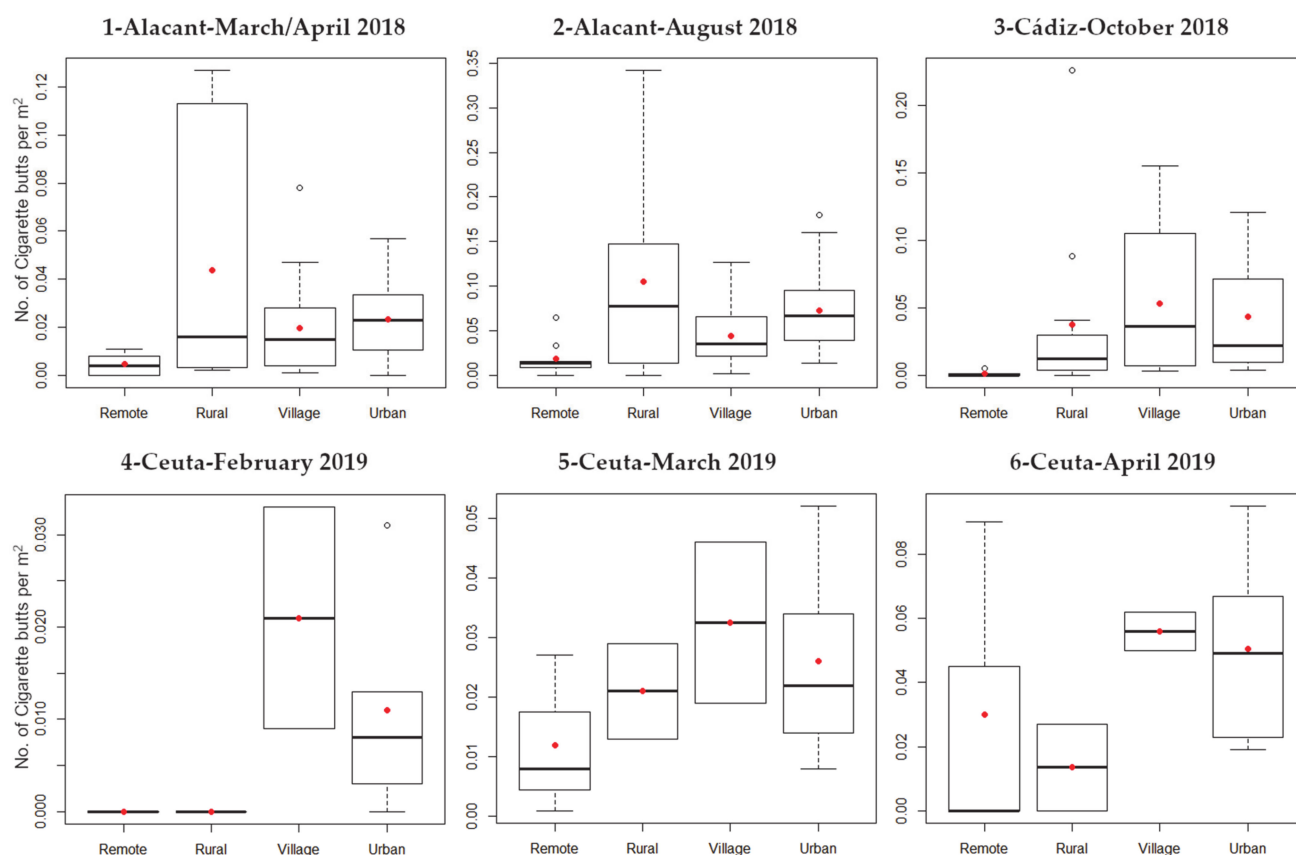 1-Alacant-March/April 2018
2-Alacant-August 2018
3-Cádiz-October 2018
No. of Cigarette butts per m²
0.12
0.10
0.08
0.06
0.04
0.02
0.00
Remote Rural Village Urban
0.35
0.30
0.25
0.20
0.15
0.10
0.05
0.00
Remote Rural Village Urban
0.20
0.15
0.10
0.05
0.00
Remote Rural Village Urban
4-Ceuta-February 2019
5-Ceuta-March 2019
6-Ceuta-April 2019
No. of Cigarette butts per m²
0.030
0.020
0.010
0.000
Remote Rural Village Urban
0.05
0.04
0.03
0.02
0.01
0.00
Remote Rural Village Urban
0.08
0.06
0.04
0.02
0.00
Remote Rural Village Urban